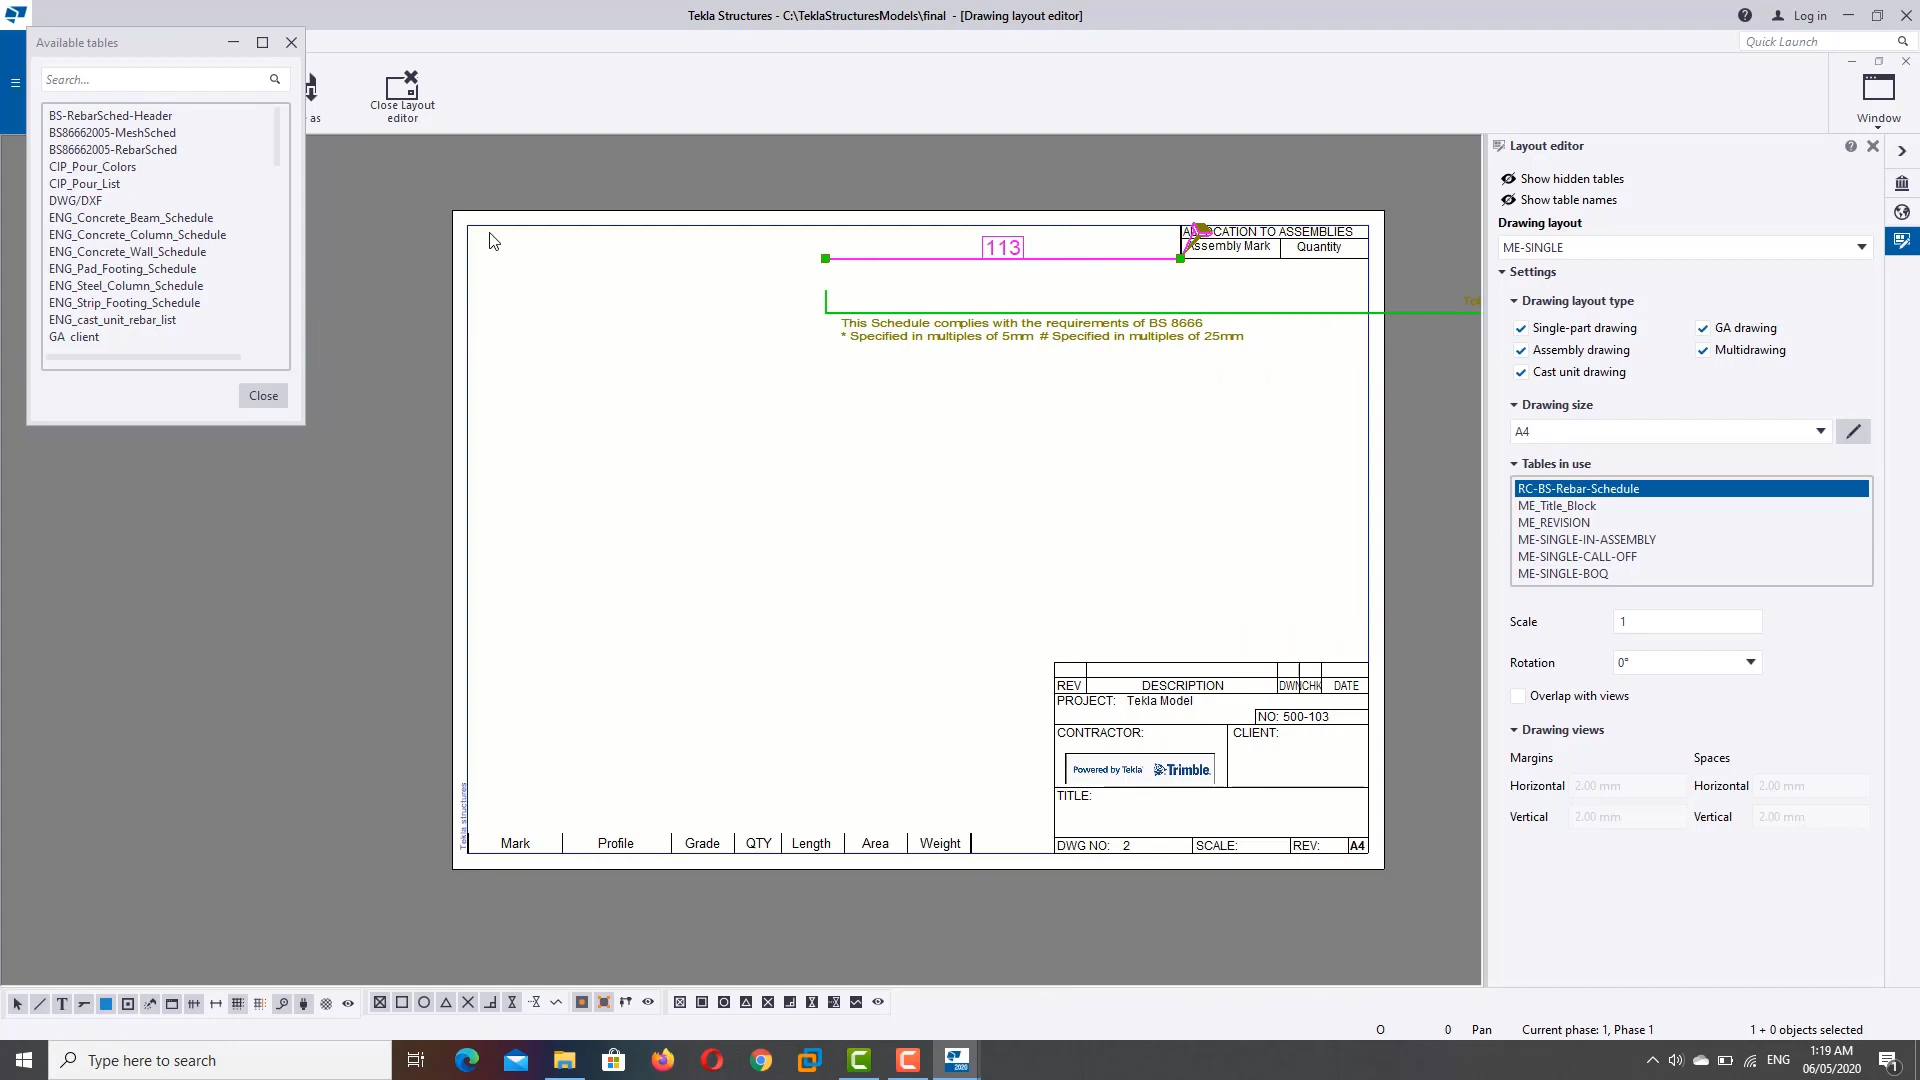 Tekla Structures - C:\TeklaStructuresModels\final - [Drawing layout editor]
Log in
Quick Launch
Available tables
Search...
BS-RebarSched-Header
BS86662005-MeshSched
BS86662005-RebarSched
CIP_Pour_Colors
CIP_Pour_List
DWG/DXF
ENG_Concrete_Beam_Schedule
ENG_Concrete_Column_Schedule
ENG_Concrete_Wall_Schedule
ENG_Pad_Footing_Schedule
ENG_Steel_Column_Schedule
ENG_Strip_Footing_Schedule
ENG_cast_unit_rebar_list
GA client
Close
as
Close Layout
editor
Window
113
CATION TO ASSEMBLIES
Assembly Mark
Quantity
This Schedule complies with the requirements of BS 8666
* Specified in multiples of 5mm # Specified in multiples of 25mm
REV
DESCRIPTION
DWN
CHK
DATE
PROJECT: Tekla Model
NO: 500-103
CONTRACTOR:
CLIENT:
Powered by Tekla
Trimble.
TITLE:
DWG NO: 2
SCALE:
REV:
A4
Tekla structures
Mark
Profile
Grade
QTY
Length
Area
Weight
Layout editor
Show hidden tables
Show table names
Drawing layout
ME-SINGLE
Settings
Drawing layout type
Single-part drawing
GA drawing
Assembly drawing
Multidrawing
Cast unit drawing
Drawing size
A4
Tables in use
RC-BS-Rebar-Schedule
ME_Title_Block
ME_REVISION
ME-SINGLE-IN-ASSEMBLY
ME-SINGLE-CALL-OFF
ME-SINGLE-BOQ
Scale
1
Rotation
0°
Overlap with views
Drawing views
Margins
Spaces
Horizontal 2.00 mm
Horizontal 2.00 mm
Vertical 2.00 mm
Vertical 2.00 mm
O
0
Pan
Current phase: 1, Phase 1
1 + 0 objects selected
Type here to search
2020
ENG
1:19 AM
06/05/2020
1